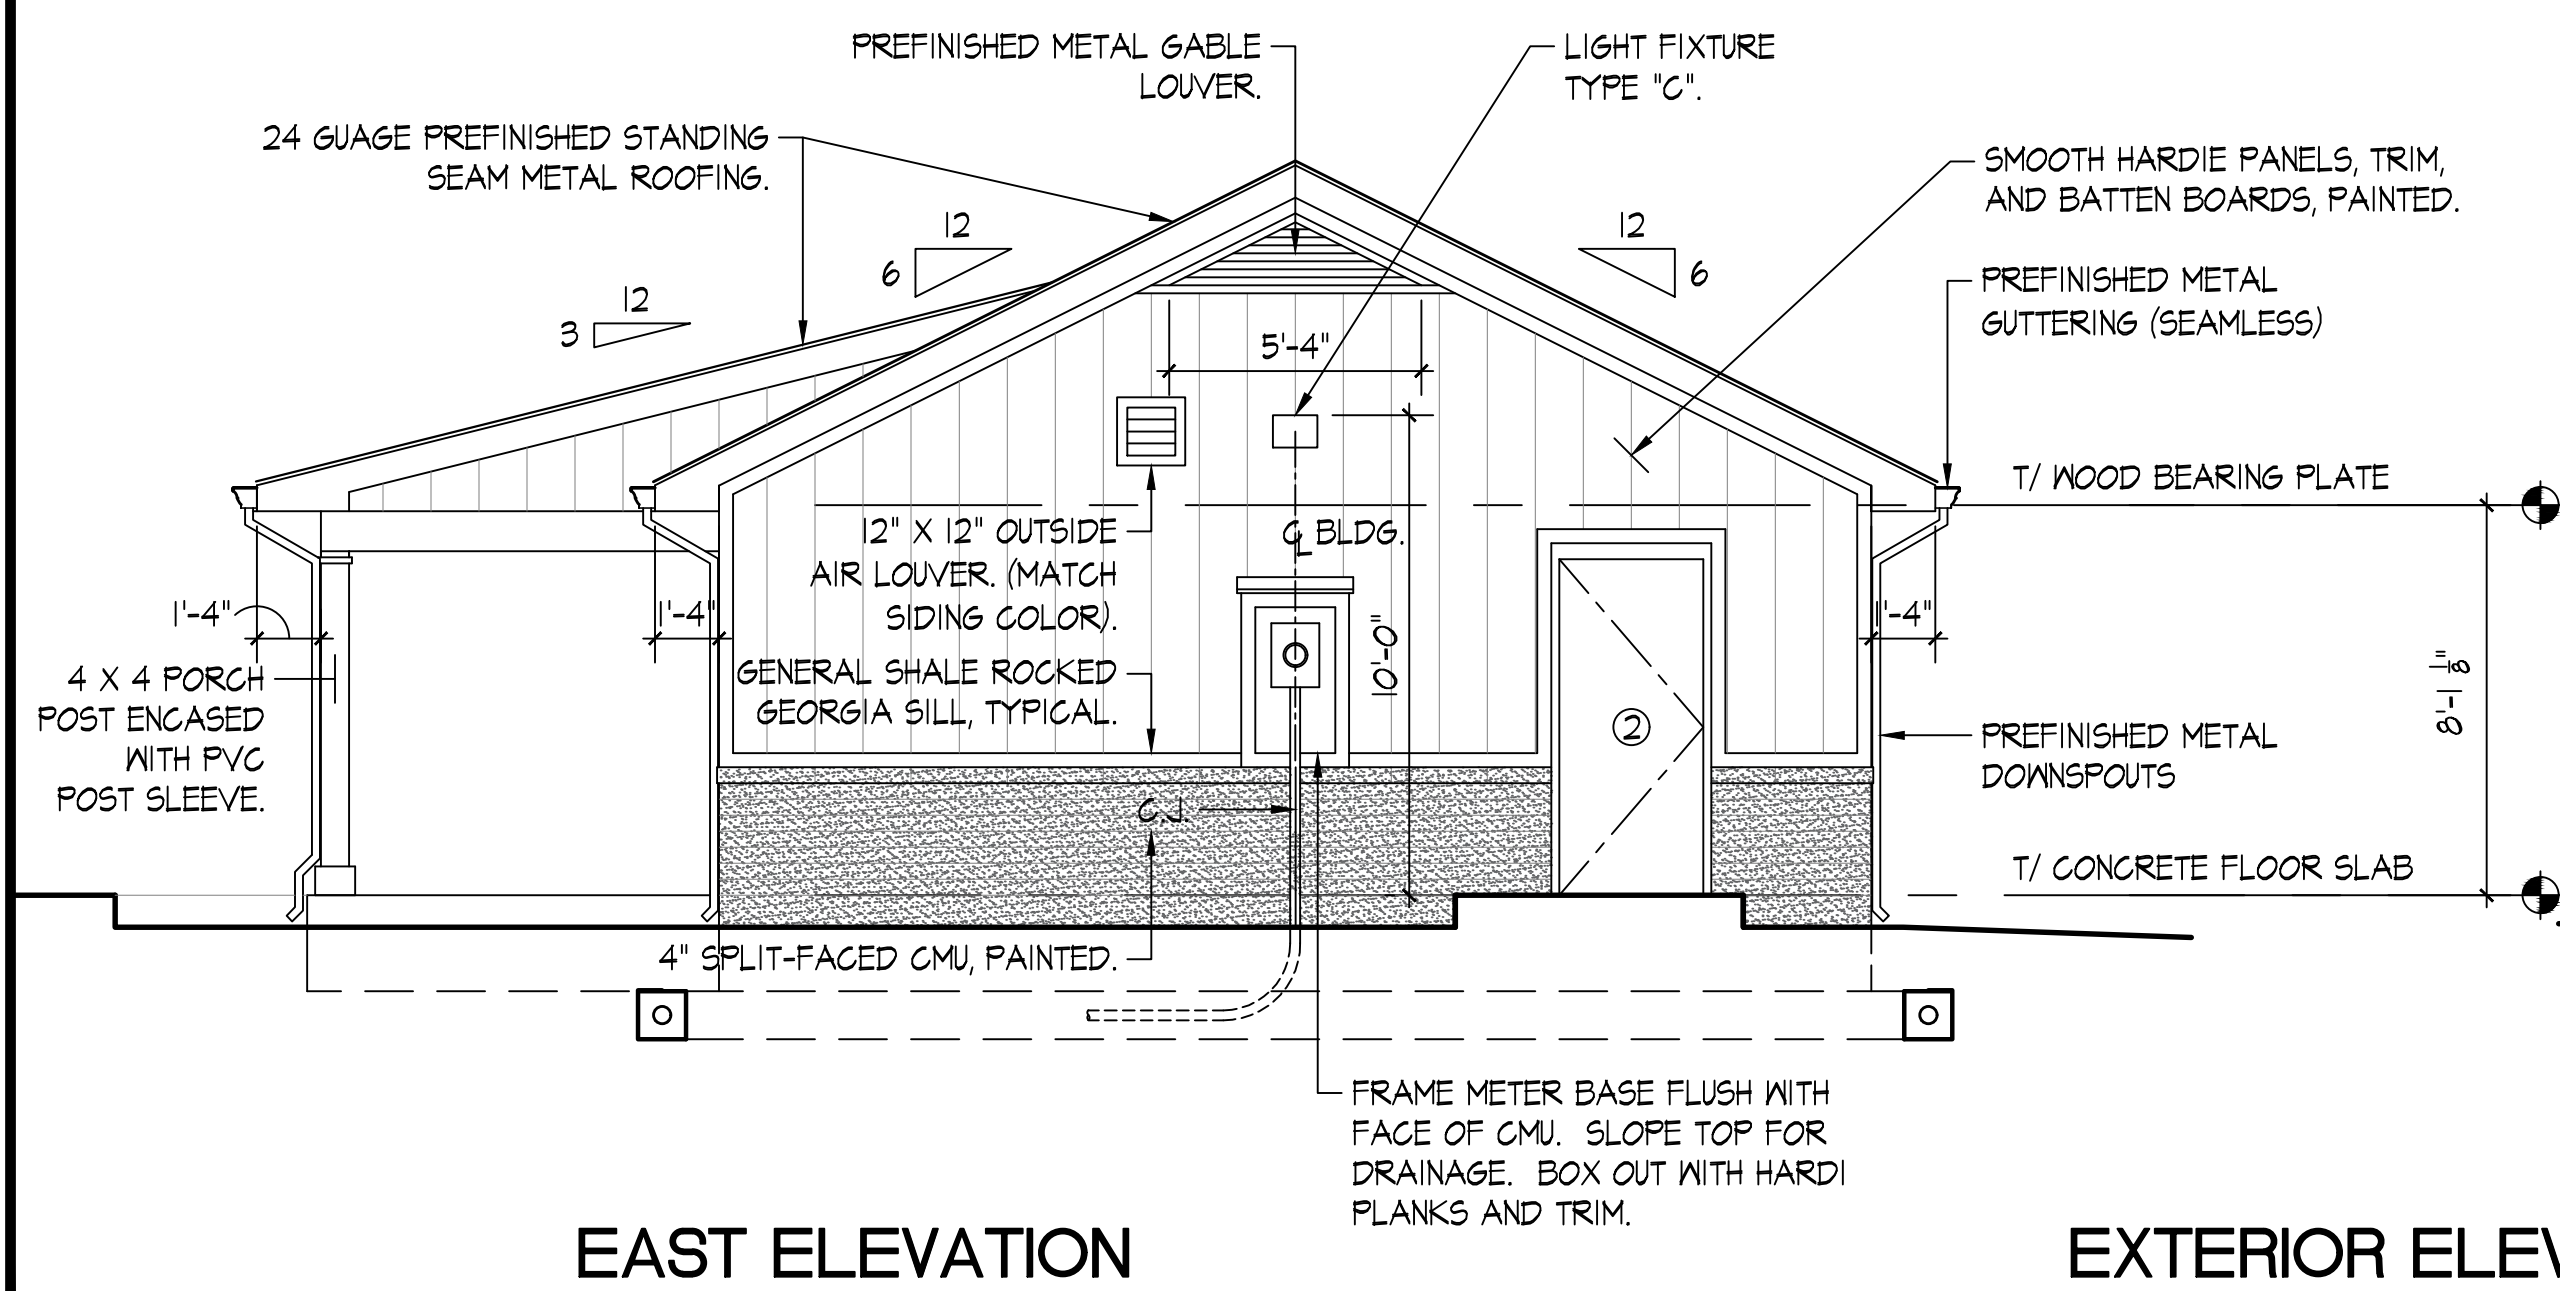 PREFINISHED METAL GABLE
LOUVER.
LIGHT FIXTURE
TYPE "C".
24 GUAGE PREFINISHED STANDING
SEAM METAL ROOFING.
SMOOTH HARDIE PANELS, TRIM,
AND BATTEN BOARDS, PAINTED.
12
6
12
6
12
3
PREFINISHED METAL
GUTTERING (SEAMLESS)
5'-4"
T/ WOOD BEARING PLATE
12" X 12" OUTSIDE
AIR LOUVER. (MATCH
SIDING COLOR).
CL BLDG.
1'-4"
1'-4"
1'-4"
10'-0"
8'-1 1/8"
4 X 4 PORCH
POST ENCASED
WITH PVC
POST SLEEVE.
GENERAL SHALE ROCKED
GEORGIA SILL, TYPICAL.
2
PREFINISHED METAL
DOWNSPOUTS
C.J.
T/ CONCRETE FLOOR SLAB
4" SPLIT-FACED CMU, PAINTED.
FRAME METER BASE FLUSH WITH
FACE OF CMU. SLOPE TOP FOR
DRAINAGE. BOX OUT WITH HARDI
PLANKS AND TRIM.
EAST ELEVATION
EXTERIOR ELEV